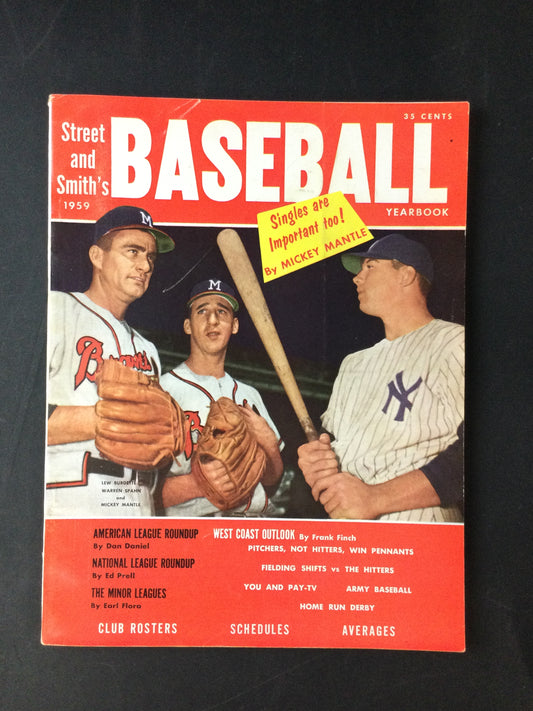 35 CENTS
Street
and
Smith's
1959
BASEBALL
YEARBOOK
Singles are
Important too!
By MICKEY MANTLE
M
M
Braves
NY
LEW BURDETTE
WARREN SPAHN
and
MICKEY MANTLE
AMERICAN LEAGUE ROUNDUP
By Dan Daniel
NATIONAL LEAGUE ROUNDUP
By Ed Prell
THE MINOR LEAGUES
By Earl Flora
WEST COAST OUTLOOK By Frank Finch
PITCHERS, NOT HITTERS, WIN PENNANTS
FIELDING SHIFTS vs THE HITTERS
YOU AND PAY-TV ARMY BASEBALL
HOME RUN DERBY
CLUB ROSTERS SCHEDULES AVERAGES